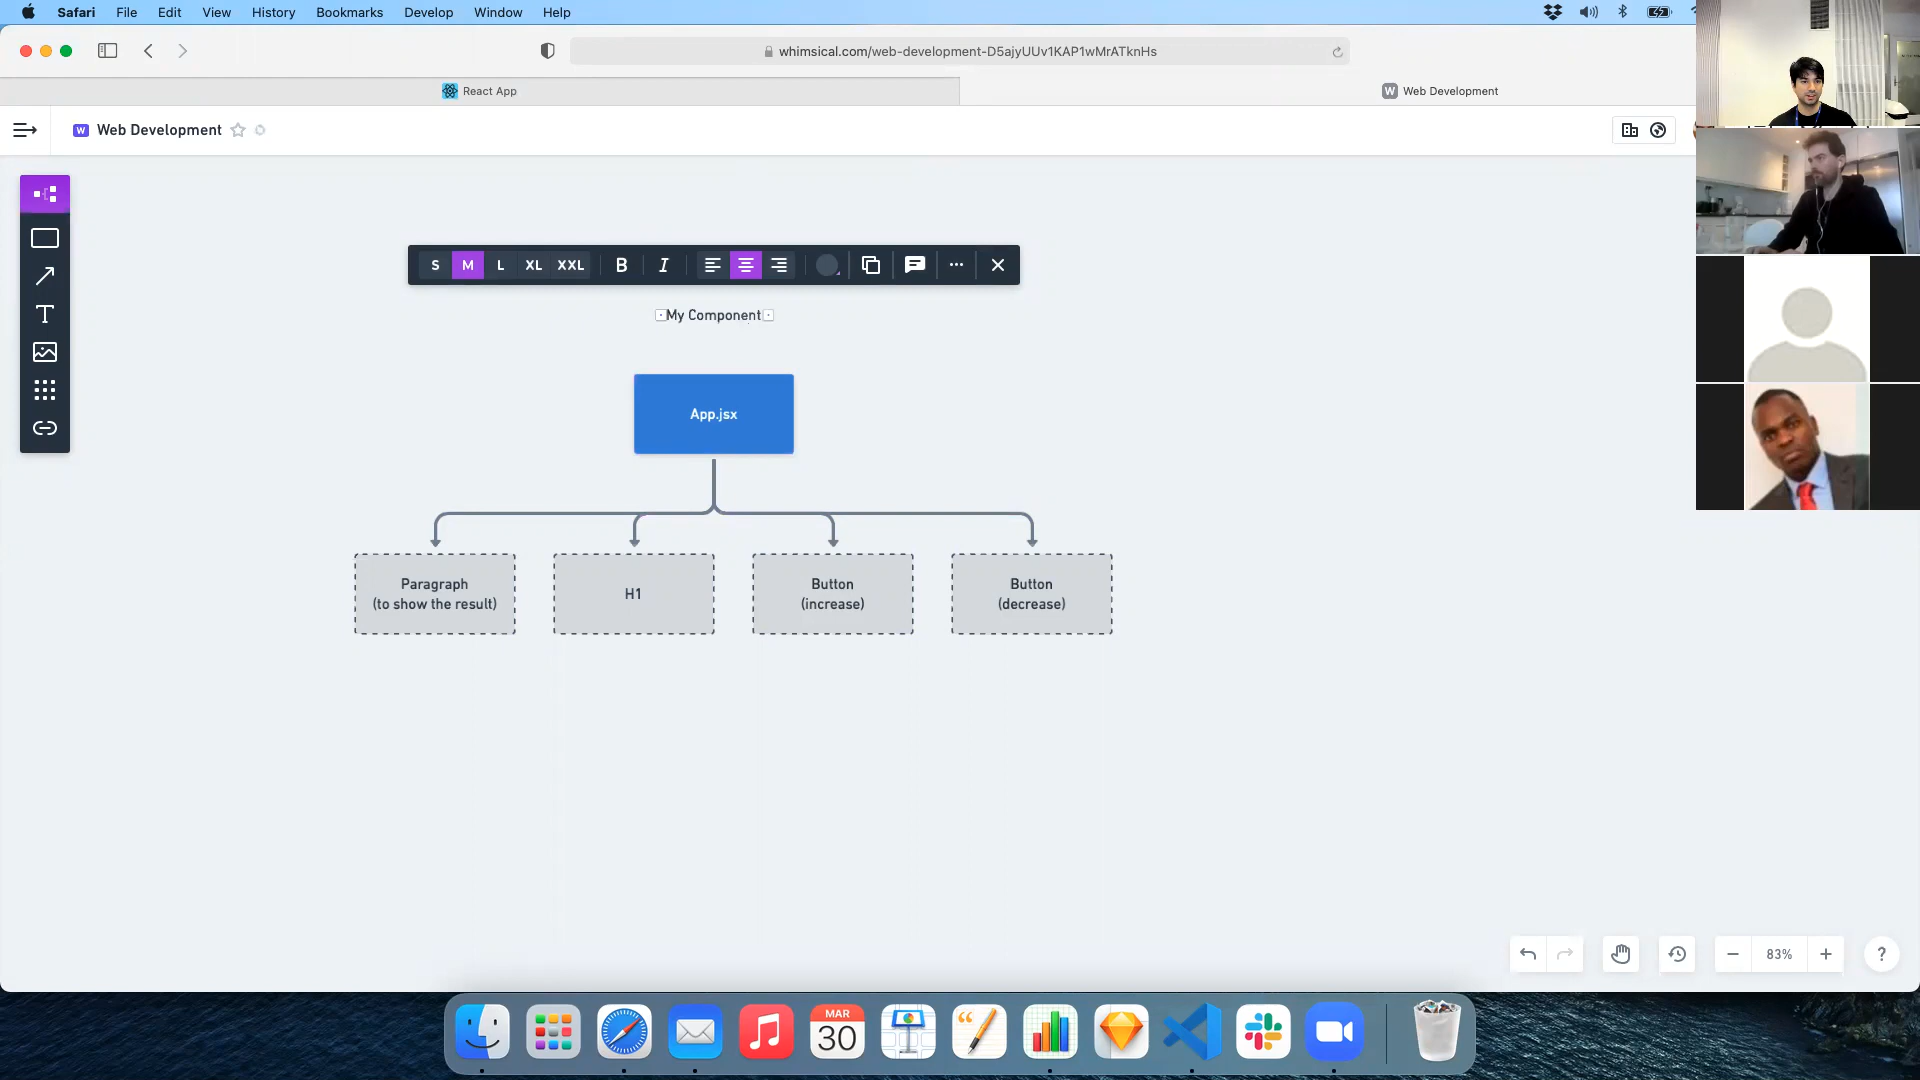 Safari File Edit View History Bookmarks Develop Window Help
whimsical.com/web-development-D5ajyUUv1KAP1wMrATknHs
React App
W Web Development
W Web Development
S M L XL XXL B I
T
My Component
App.jsx
Paragraph
(to show the result)
H1
Button
(increase)
Button
(decrease)
83%
?
MAR
30